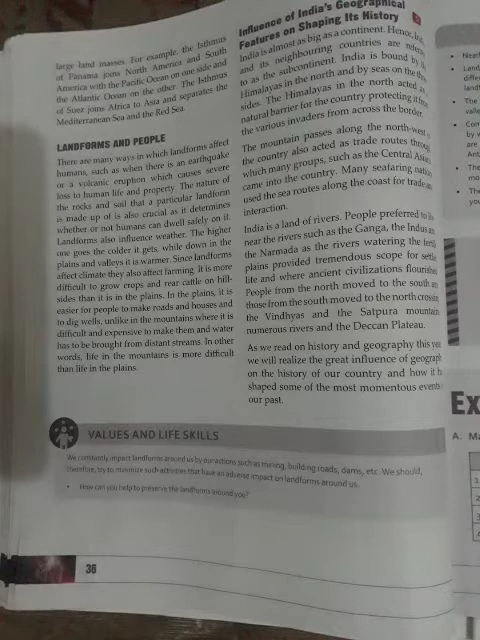 large land masses. For example, the Isthmus
of Panama joins North America and South
America with the Pacific Ocean on one side and
the Atlantic Ocean on the other. The Isthmus
of Suez joins Africa to Asia and separates the
Mediterranean Sea and the Red Sea.
LANDFORMS AND PEOPLE
There are many ways in which landforms affect
humans, such as when there is an earthquake
or a volcanic eruption which causes severe
loss to human life and property. The nature of
the rocks and soil that a particular landform
is made up of is also crucial as it determines
whether or not humans can dwell safely on it.
Landforms also influence weather. The higher
one goes the colder it gets, while down in the
plains and valleys it is warmer. Since landforms
affect climate they also affect farming. It is more
difficult to grow crops and rear cattle on hill-
sides than it is in the plains. In the plains, it is
easier for people to make roads and houses and
to dig wells, unlike in the mountains where it is
difficult and expensive to make them and water
has to be brought from distant streams. In other
words, life in the mountains is more difficult
than life in the plains.
Influence of India's Geographical
Features on Shaping Its History
India is almost as big as a continent. Hence,
and its neighbouring countries are
to as the subcontinent. India is bound by
Himalayas in the north and by seas on the
sides. The Himalayas in the north acted
natural barrier for the country protecting it
the various invaders from across the border.
The mountain passes along the north-west
the country also acted as trade routes
which many groups, such as the Central
came into the country. Many seafaring
used the sea routes along the coast for trade
interaction.
India is a land of rivers. People preferred to
near the rivers such as the Ganga, the Indus
the Narmada as the rivers watering the
plains provided tremendous scope for
life and where ancient civilizations
People from the north moved to the south
those from the south moved to the north
the Vindhyas and the Satpura mountain
numerous rivers and the Deccan Plateau.
As we read on history and geography this
we will realize the great influence of
on the history of our country and how it
shaped some of the most momentous events
our past.
VALUES AND LIFE SKILLS
We constantly impact landforms around us by our actions such as mining, building roads, dams, etc. We should,
therefore, try to minimize such activities that have an adverse impact on landforms around us.
• How can you help to preserve the landforms around you?
36
• The
• The
Ex
A.
1
2
3
4